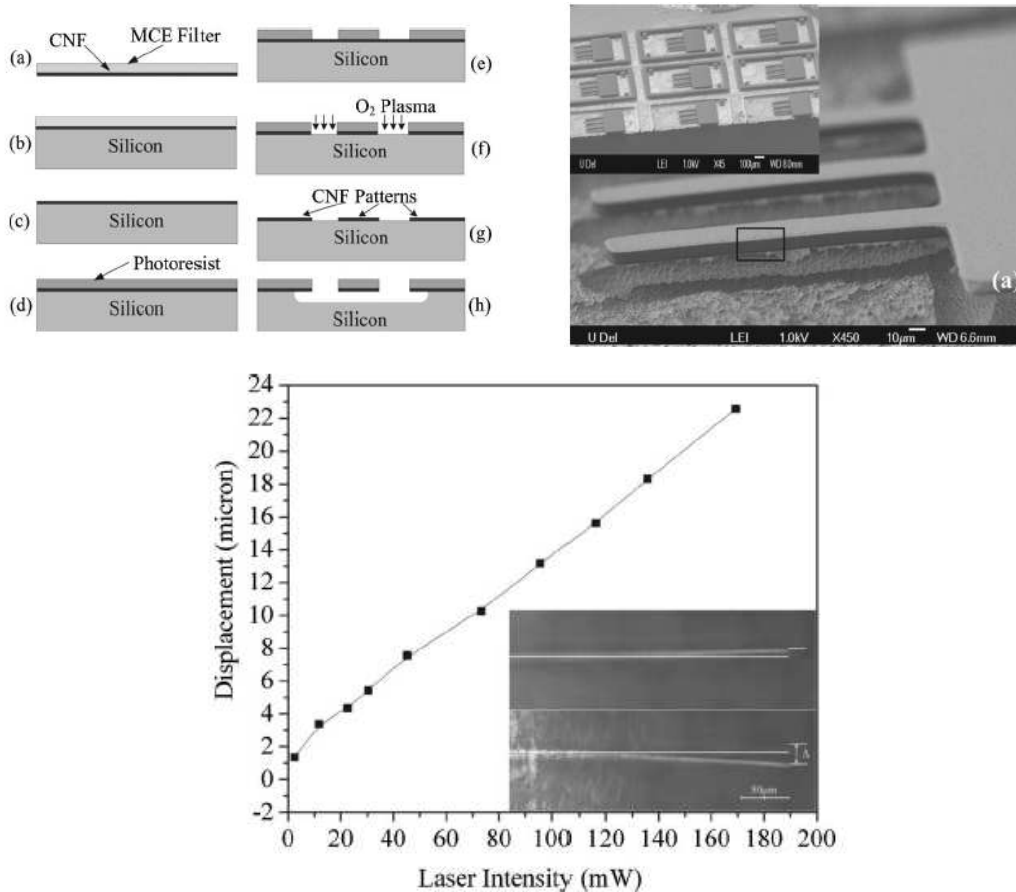 CNF MCE Filter
(a)
Silicon
(e)
O2 Plasma
(b)
Silicon
Silicon
(f)
(c)
Silicon
CNF Patterns
Silicon
(g)
Photoresist
(d)
Silicon
Silicon
(h)
U Del LEI 1.0kV X45 100µm WD 8.0mm
(a)
U Del LEI 1.0kV X450 10µm WD 6.6mm
Displacement (micron)
24
22
20
18
16
14
12
10
8
6
4
2
0
-2
Δ
80µm
0 20 40 60 80 100 120 140 160 180 200
Laser Intensity (mW)